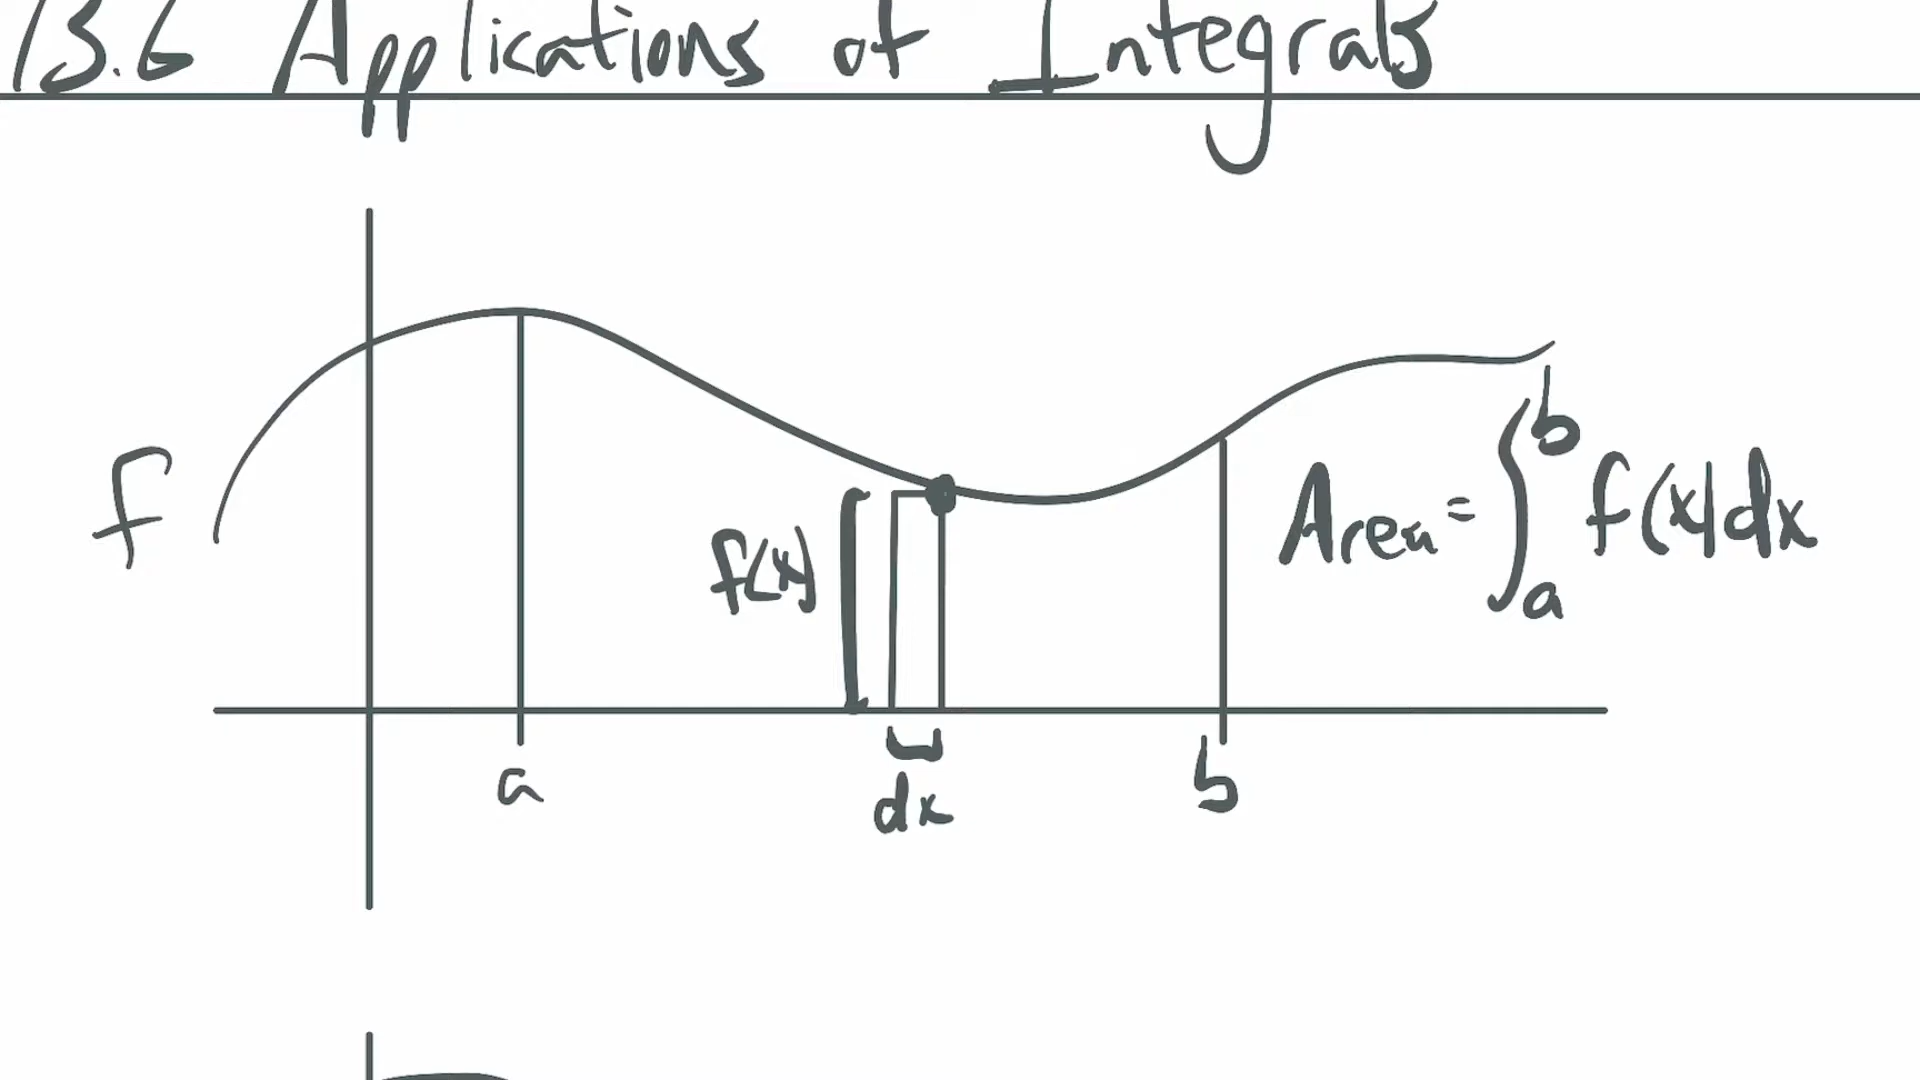 13.6 Applications of Integrals
f
f(x)
Area = ∫_a^b f(x)dx
a
dx
b